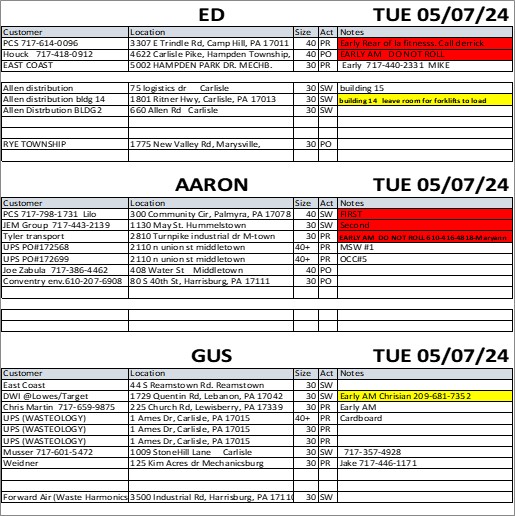 ED TUE 05/07/24
Customer Location Size Act Notes
PCS 717-614-0096 3307 E Trindle Rd, Camp Hill, PA 17011 40 PR Early Rear of la fitnesss. Call derrick
Houck 717-418-0912 4622 Carlisle Pike, Hampden Township, 40 PO EARLY AM DO NOT ROLL
EAST COAST 5002 HAMPDEN PARK DR. MECHB. 30 PR Early 717-440-2331 MIKE
Allen distribution 75 logistics dr Carlisle 30 SW building 15
Allen distribution bldg 14 1801 Ritner Hwy, Carlisle, PA 17013 30 SW building 14 leave room for forklifts to load
Allen Distrbution BLDG2 660 Allen Rd Carlisle 30 SW
RYE TOWNSHIP 1775 New Valley Rd, Marysville, 30 PO
AARON TUE 05/07/24
Customer Location Size Act Notes
PCS 717-798-1731 Lilo 300 Community Cir, Palmyra, PA 17078 40 SW FIRST
JEM Group 717-443-2139 1130 May St. Hummelstown 30 SW Second
Tyler transport 2810 Turnpike industrial dr M-town 30 PR EARLY AM DO NOT ROLL 610-416-4818-Maryann
UPS PO#172568 2110 n union st middletown 40+ PR MSW #1
UPS PO#172699 2110 n union st middletown 40+ PR OCC#5
Joe Zabula 717-386-4462 408 Water St Middletown 40 PO
Conventry env.610-207-6908 80 S 40th St, Harrisburg, PA 17111 30 PO
GUS TUE 05/07/24
Customer Location Size Act Notes
East Coast 44 S Reamstown Rd. Reamstown 30 SW
DWI @Lowes/Target 1729 Quentin Rd, Lebanon, PA 17042 30 SW Early AM Chrisian 209-681-7352
Chris Martin 717-659-9875 225 Church Rd, Lewisberry, PA 17339 30 PR Early AM
UPS (WASTEOLOGY) 1 Ames Dr, Carlisle, PA 17015 40+ PR Cardboard
UPS (WASTEOLOGY) 1 Ames Dr, Carlisle, PA 17015 30 PR
UPS (WASTEOLOGY) 1 Ames Dr, Carlisle, PA 17015 30 PR
Musser 717-601-5472 1009 StoneHill Lane Carlisle 30 SW 717-357-4928
Weidner 125 Kim Acres dr Mechanicsburg 30 PR Jake 717-446-1171
Forward Air (Waste Harmonics 3500 Industrial Rd, Harrisburg, PA 1711 30 SW